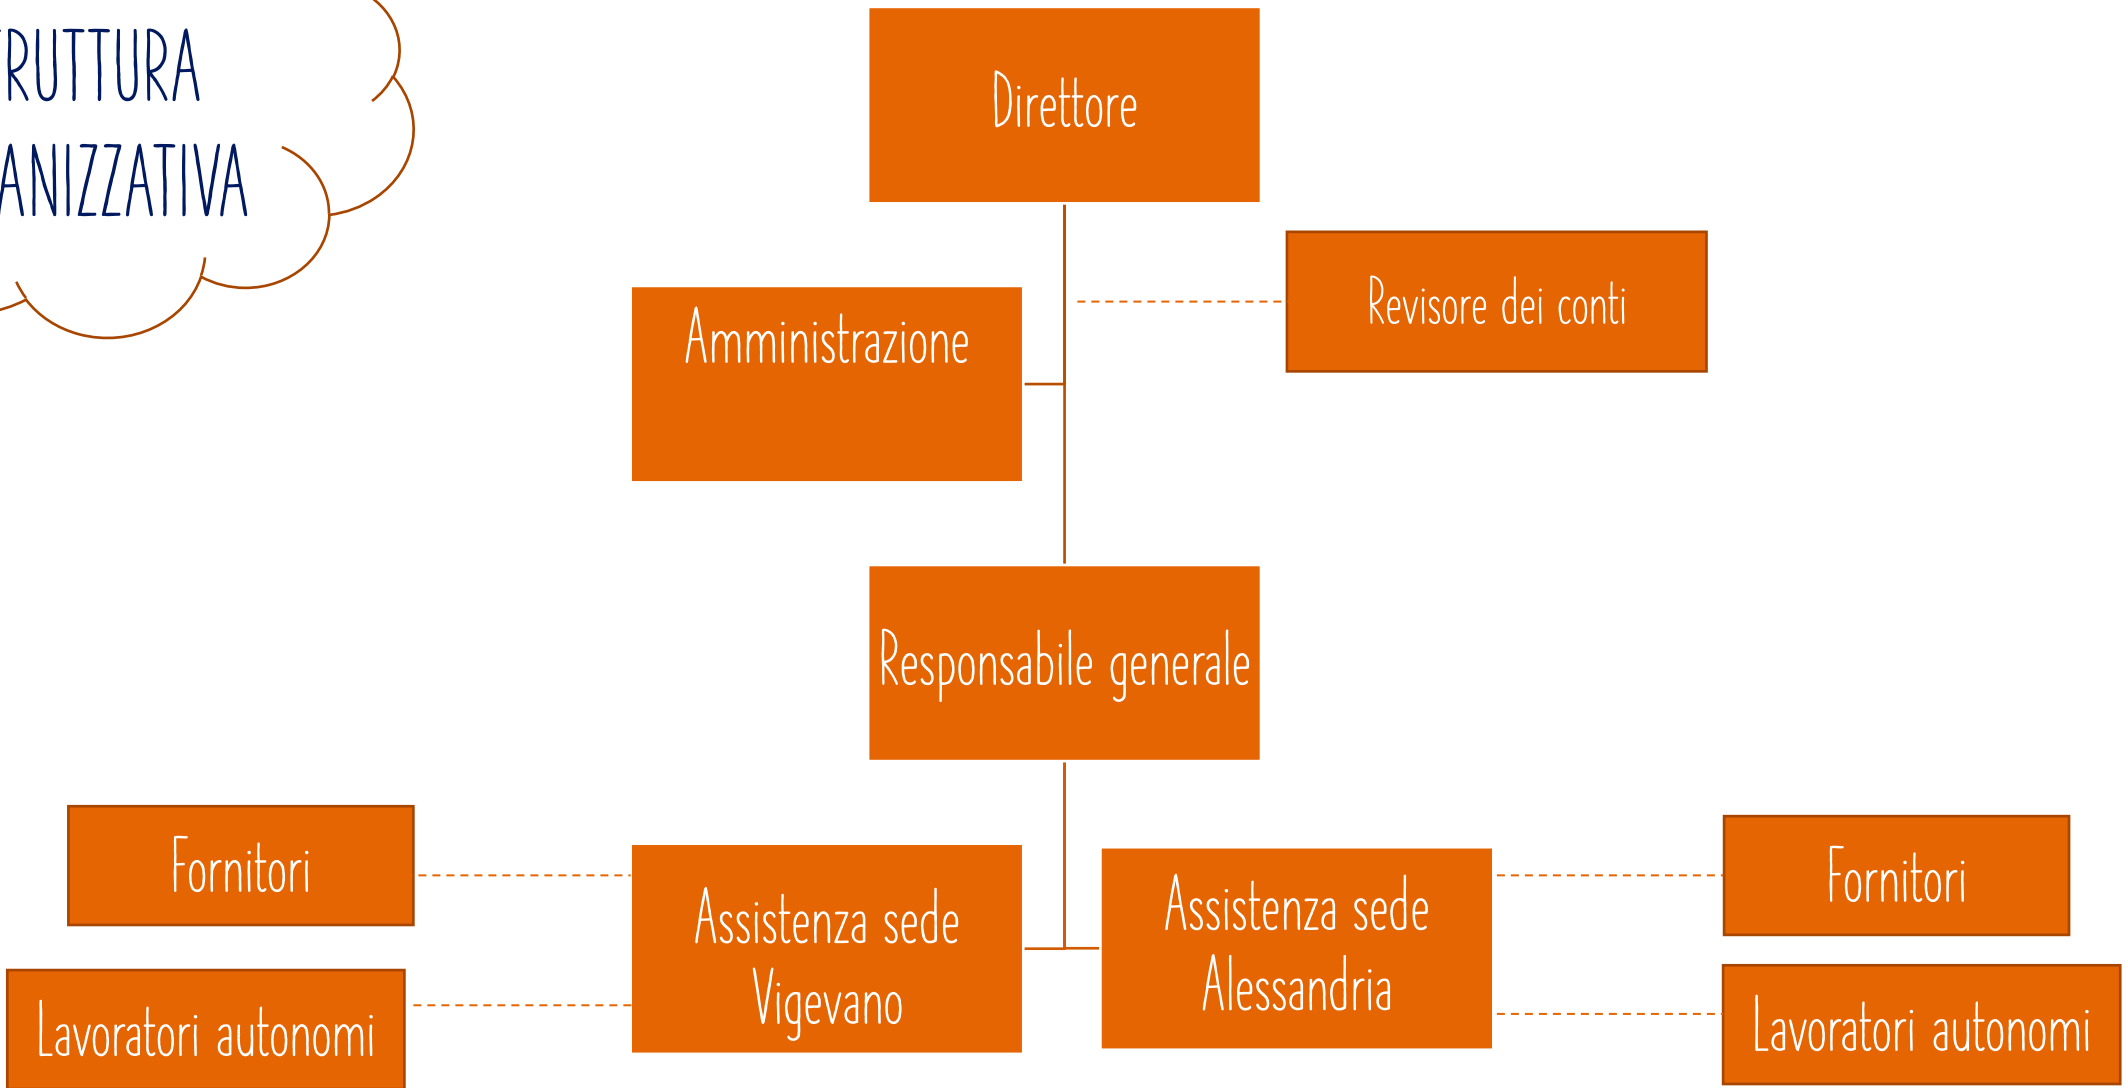 RUTTURA
ANIZZATIVA
Direttore
Revisore dei conti
Amministrazione
Responsabile generale
Fornitori
Assistenza sede
Vigevano
Assistenza sede
Alessandria
Fornitori
Lavoratori autonomi
Lavoratori autonomi